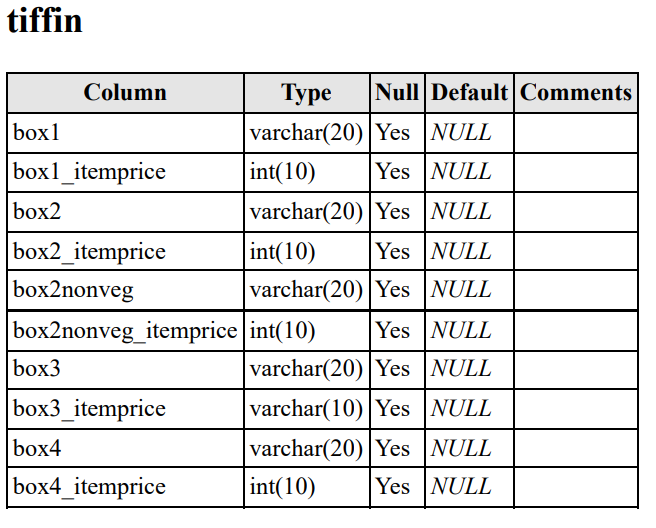 tiffin
Column Type Null Default Comments
box1 varchar(20) Yes NULL
box1_itemprice int(10) Yes NULL
box2 varchar(20) Yes NULL
box2_itemprice int(10) Yes NULL
box2nonveg varchar(20) Yes NULL
box2nonveg_itemprice int(10) Yes NULL
box3 varchar(20) Yes NULL
box3_itemprice varchar(10) Yes NULL
box4 varchar(20) Yes NULL
box4_itemprice int(10) Yes NULL